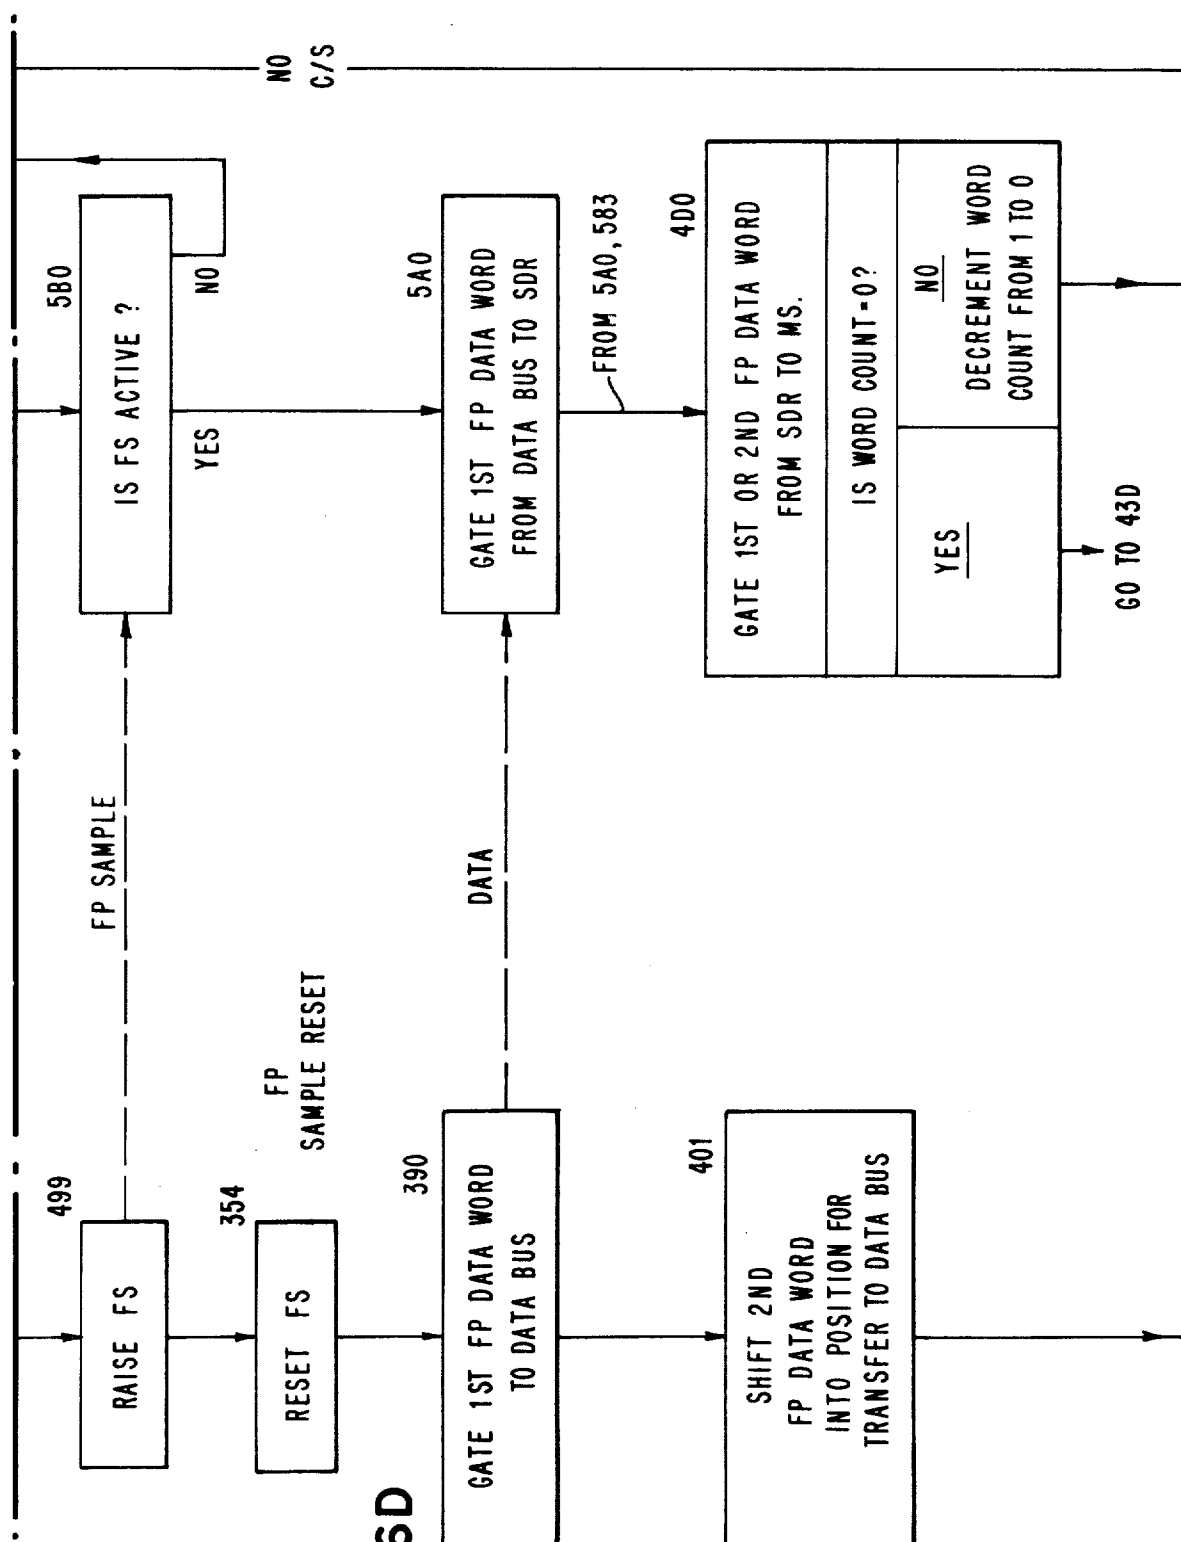 499
RAISE FS
354
RESET FS
FP
SAMPLE RESET
6D
390
GATE 1ST FP DATA WORD
TO DATA BUS
401
SHIFT 2ND
FP DATA WORD
INTO POSITION FOR
TRANSFER TO DATA BUS
FP SAMPLE
DATA
5B0
IS FS ACTIVE ?
NO
YES
5A0
GATE 1ST FP DATA WORD
FROM DATA BUS TO SDR
FROM 5A0, 583
4D0
GATE 1ST OR 2ND FP DATA WORD
FROM SDR TO MS.
IS WORD COUNT=0?
YES
NO
DECREMENT WORD
COUNT FROM 1 TO 0
GO TO 43D
NO
C/S